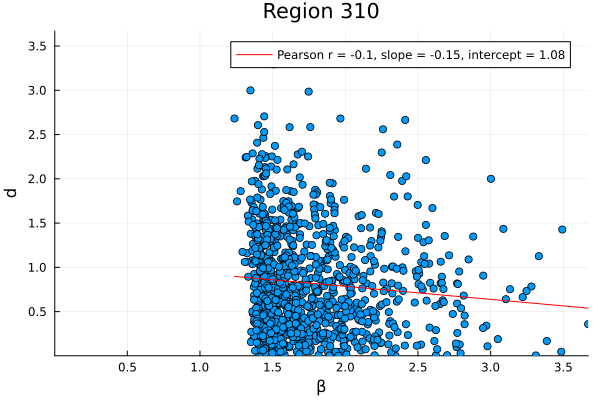 Region 310
Pearson r = -0.1, slope = -0.15, intercept = 1.08
3.5
3.0
2.5
2.0
1.5
1.0
0.5
d
0.5 1.0 1.5 2.0 2.5 3.0 3.5
β